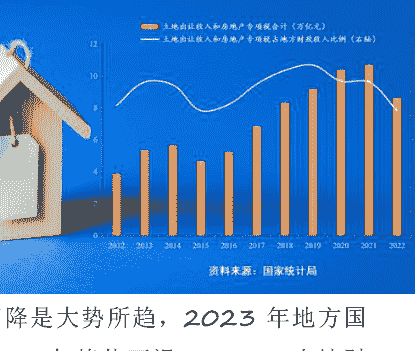 土地出让收入和房地产专项税合计（万亿元）
土地出让收入和房地产专项税占地方财政收入比例（右轴）
12
10
8
6
4
2
0
2012 2013 2014 2015 2016 2017 2018 2019 2020 2021 2022
资料来源：国家统计局
降是大势所趋，2023 年地方国